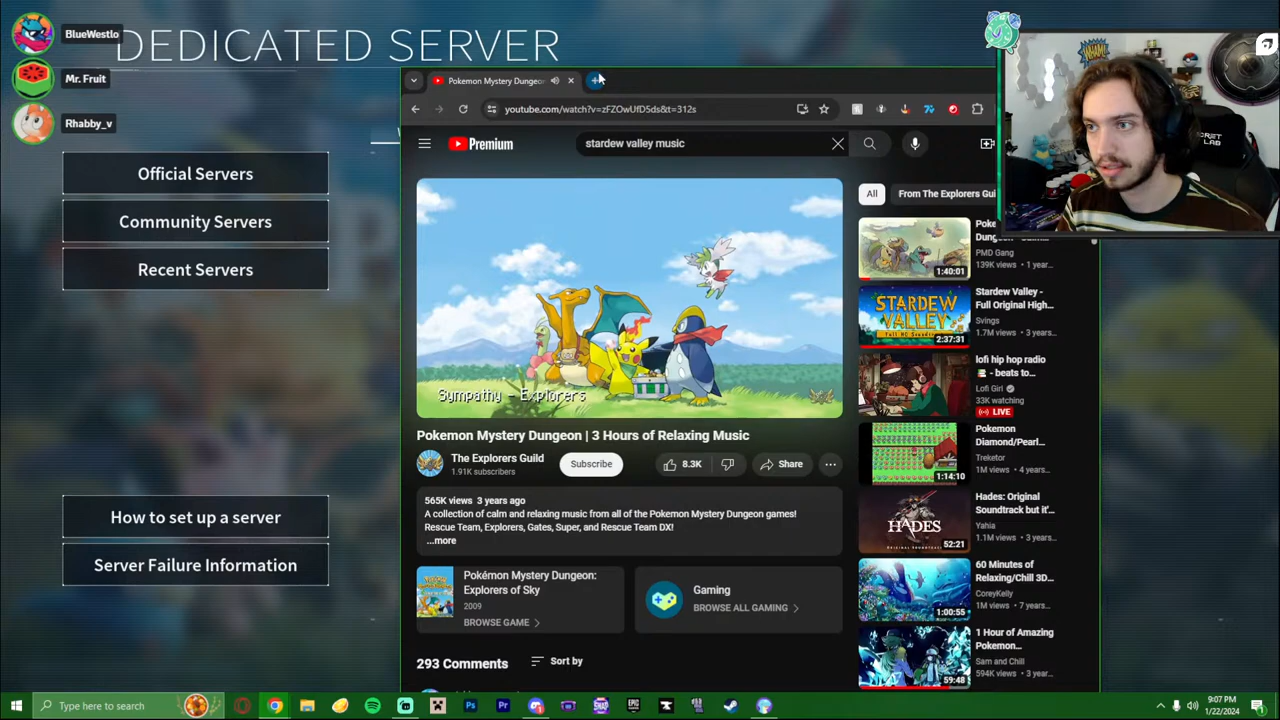 DEDICATED SERVER
BlueWestlo
Mr. Fruit
Rhabby_v
Official Servers
Community Servers
Recent Servers
How to set up a server
Server Failure Information
Pokemon Mystery Dungeo
youtube.com/watch?v=zFZOwUfD5ds&t=312s
Premium
stardew valley music
Sympathy - Explorers
Pokemon Mystery Dungeon | 3 Hours of Relaxing Music
The Explorers Guild
1.91K subscribers
Subscribe
8.3K
Share
565K views 3 years ago
A collection of calm and relaxing music from all of the Pokemon Mystery Dungeon games!
Rescue Team, Explorers, Gates, Super, and Rescue Team DX!
...more
Pokémon Mystery Dungeon:
Explorers of Sky
2009
BROWSE GAME
Gaming
BROWSE ALL GAMING
293 Comments
Sort by
All
From The Explorers Gui
PMD Gang
139K views • 1 year...
1:40:01
Stardew Valley -
Full Original High...
Svings
1.7M views • 3 years...
STARDEW
VALLEY
2:37:31
lofi hip hop radio
- beats to...
Lofi Girl
33K watching
LIVE
Pokemon
Diamond/Pearl...
Treketor
1M views • 4 years...
1:14:10
Hades: Original
Soundtrack but it'...
Yahia
1.1M views • 3 years...
HADES
52:21
60 Minutes of
Relaxing/Chill 3D...
CoreyKelly
1M views • 7 years...
1:00:55
1 Hour of Amazing
Pokemon...
Sam and Chill
594K views • 3 years...
59:48
WHAM!
CRET
LAB
Type here to search
9:07 PM
1/22/2024